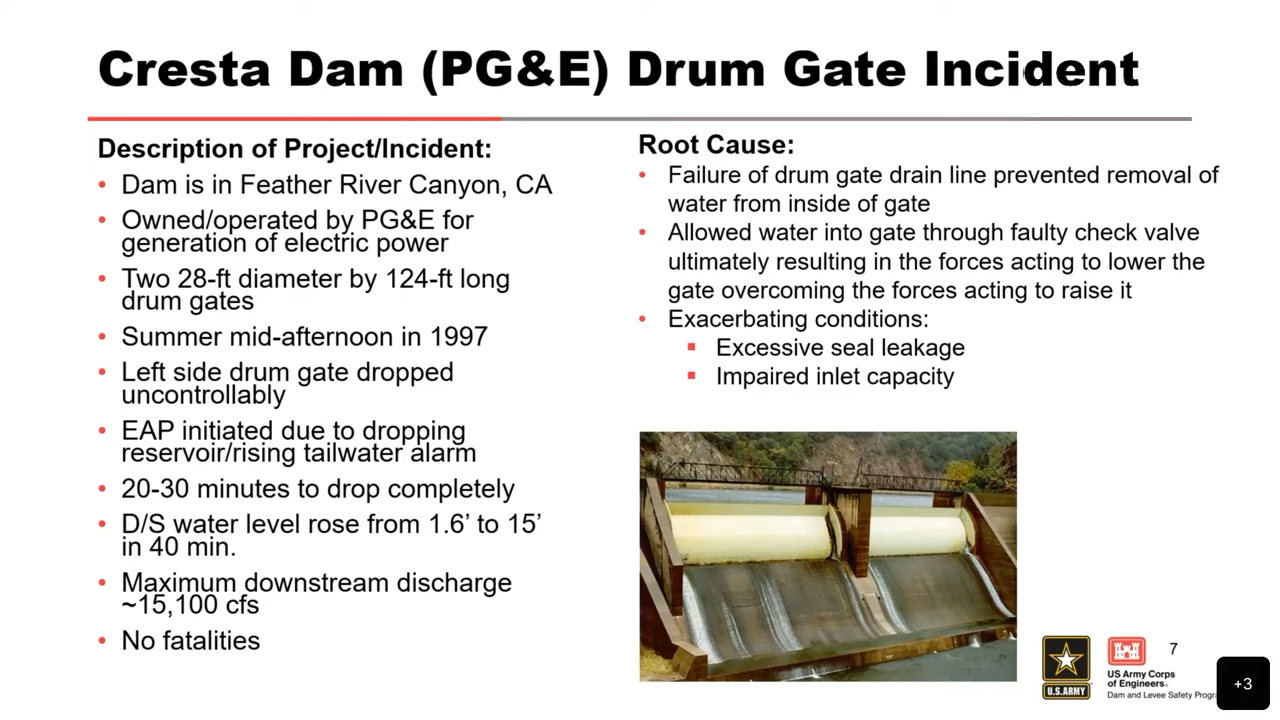 Cresta Dam (PG&E) Drum Gate Incident
Description of Project/Incident:
• Dam is in Feather River Canyon, CA
• Owned/operated by PG&E for
generation of electric power
• Two 28-ft diameter by 124-ft long
drum gates
• Summer mid-afternoon in 1997
• Left side drum gate dropped
uncontrollably
• EAP initiated due to dropping
reservoir/rising tailwater alarm
• 20-30 minutes to drop completely
• D/S water level rose from 1.6’ to 15’
in 40 min.
• Maximum downstream discharge
~15,100 cfs
• No fatalities
Root Cause:
• Failure of drum gate drain line prevented removal of
water from inside of gate
• Allowed water into gate through faulty check valve
ultimately resulting in the forces acting to lower the
gate overcoming the forces acting to raise it
• Exacerbating conditions:
▪ Excessive seal leakage
▪ Impaired inlet capacity
U.S.ARMY
US Army Corps
of Engineers®
Dam and Levee Safety Progr
7
+3